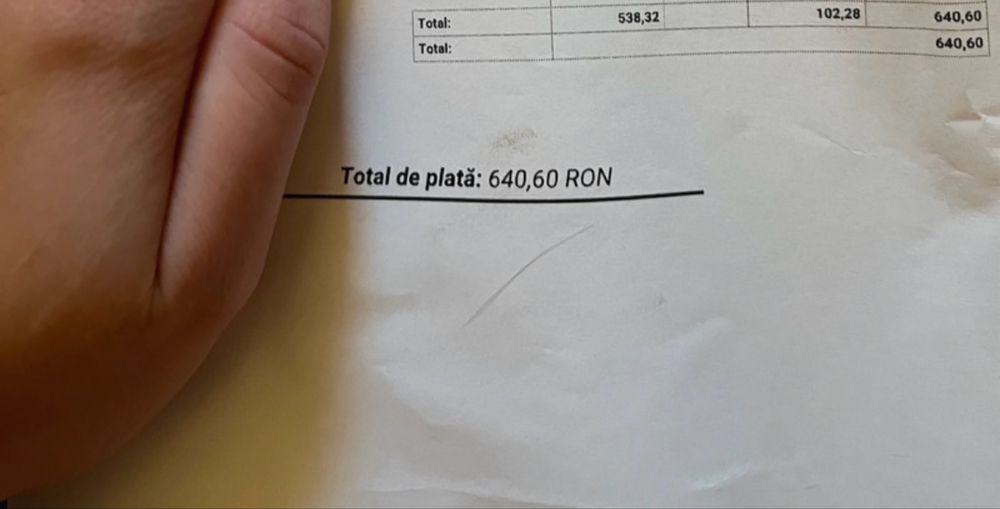 Total: 538,32 102,28 640,60
Total: 640,60
Total de plată: 640,60 RON